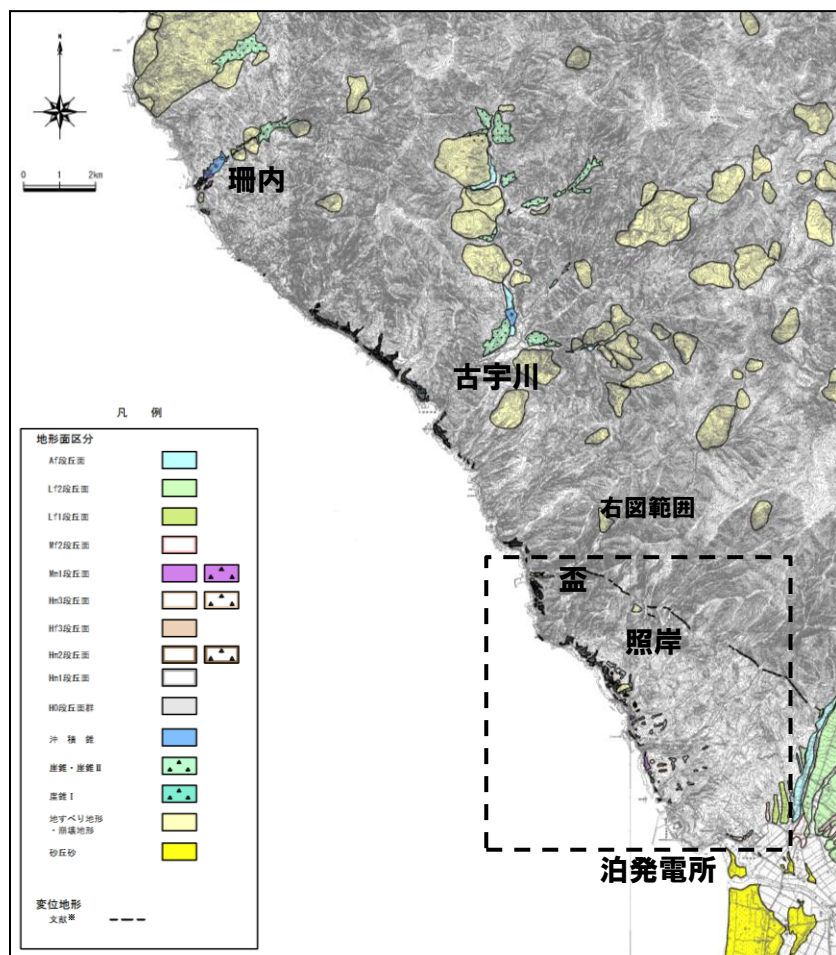 N
0 1 2km
珊内
古宇川
右図範囲
盃
照岸
泊発電所
凡 例
地形面区分
Af段丘面
Lf2段丘面
Lf1段丘面
Mf2段丘面
Mm1段丘面
Hm3段丘面
Hf3段丘面
Hm2段丘面
Hm1段丘面
H0段丘面群
沖 積 錐
崖錐・崖錐Ⅱ
崖錐Ⅰ
地すべり地形
・崩壊地形
砂丘砂
変位地形
文献※